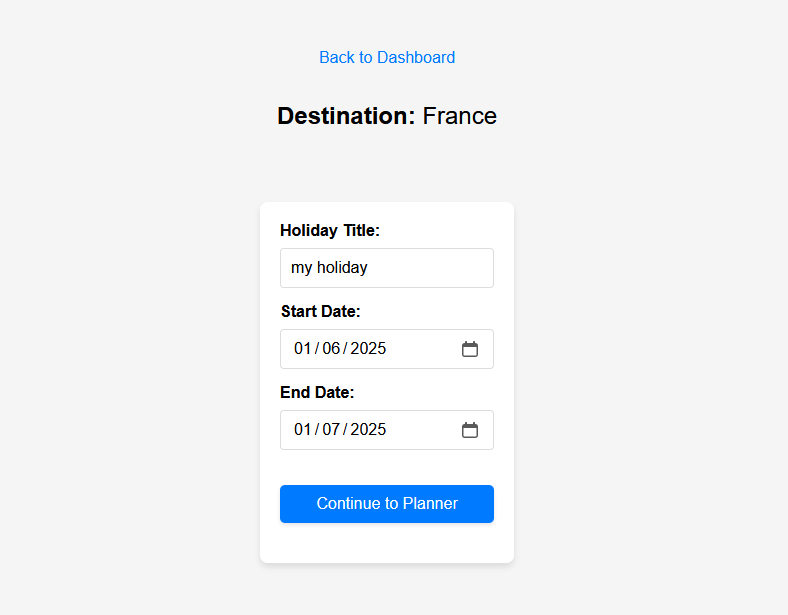 Back to Dashboard
Destination: France
Holiday Title:
my holiday
Start Date:
01/06/2025
End Date:
01/07/2025
Continue to Planner